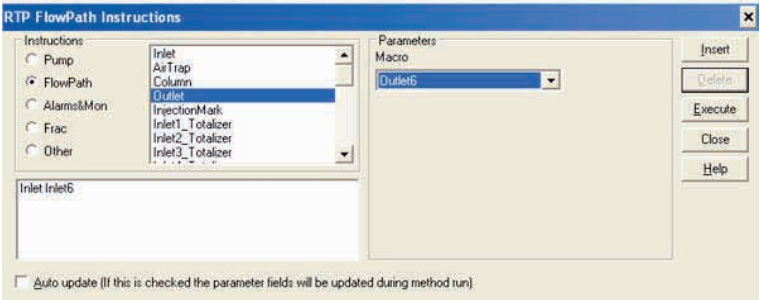 RTP FlowPath Instructions
Instructions
Pump
FlowPath
Alarms&Mon
Frac
Other
Inlet
AirTrap
Column
Outlet
InjectionMark
Inlet1_Totalizer
Inlet2_Totalizer
Inlet3_Totalizer
Parameters
Macro
Outlet6
Insert
Delete
Execute
Close
Help
Inlet Inlet6
Auto update (If this is checked the parameter fields will be updated during method run)